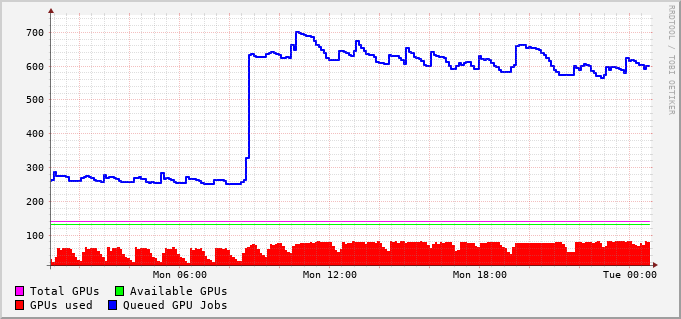 700
600
500
400
300
200
100
Mon 06:00 Mon 12:00 Mon 18:00 Tue 00:00
Total GPUs Available GPUs
GPUs used Queued GPU Jobs
RRDTOOL / TOBI OETIKER